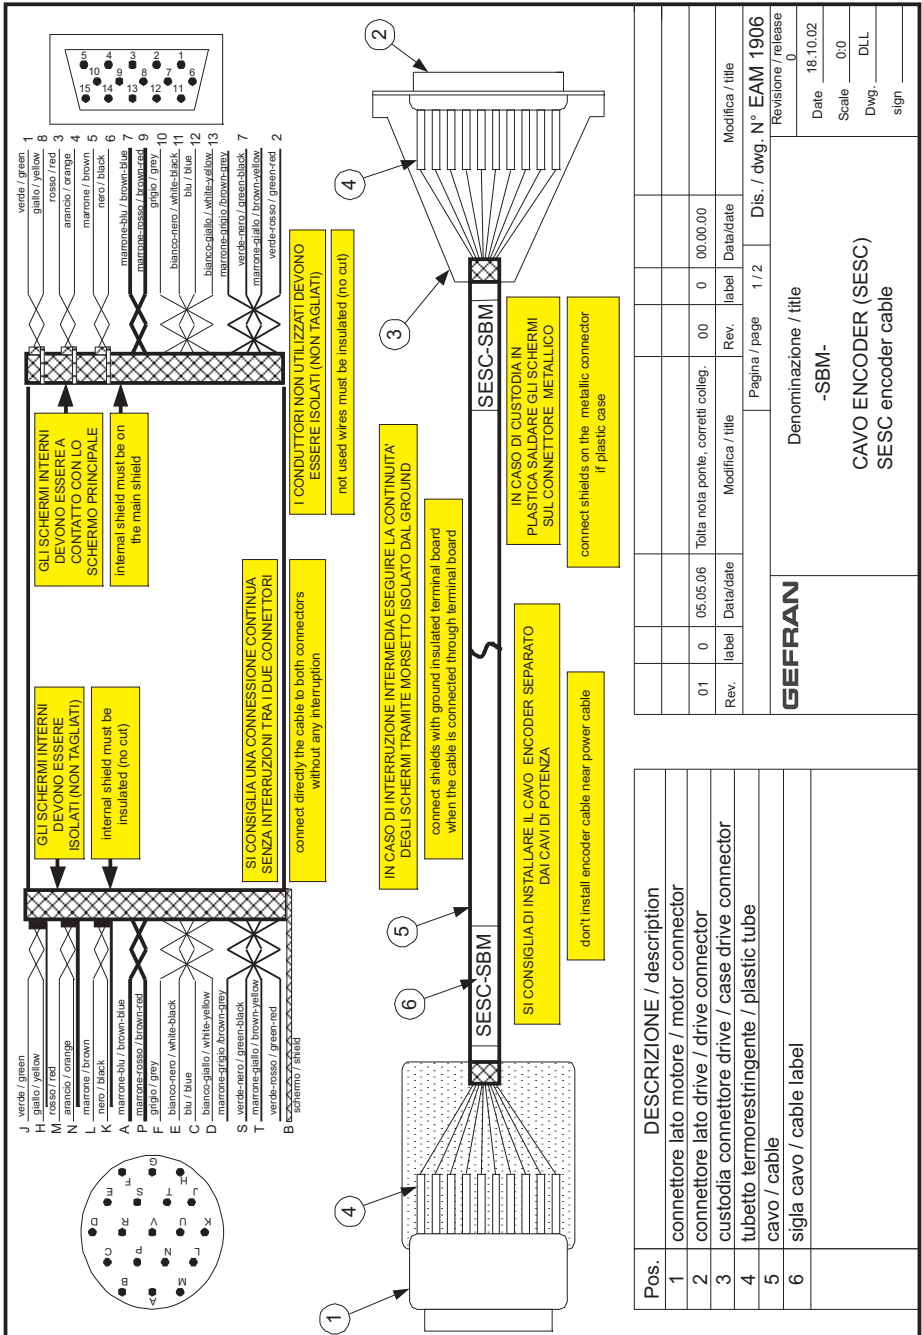 J verde / green
H giallo / yellow
M rosso / red
N arancio / orange
L marrone / brown
K nero / black
A marrone-blu / brown-blue
P marrone-rosso / brown-red
F grigio / grey
E bianco-nero / white-black
C blu / blue
D bianco-giallo / white-yellow
marrone-grigio /brown-grey
S verde-nero / green-black
T marrone-giallo / brown-yellow
verde-rosso / green-red
B schermo / shield
verde / green 1
giallo / yellow 8
rosso / red 3
arancio / orange 4
marrone / brown 5
nero / black 6
marrone-blu / brown-blue 7
marrone-rosso / brown-red 9
grigio / grey 10
bianco-nero / white-black 11
blu / blue 12
bianco-giallo / white-yellow 13
marrone-grigio /brown-grey
verde-nero / green-black 7
marrone-giallo / brown-yellow
verde-rosso / green-red 2
B C D E F G
A P R S T H
N V U J
M L K
5 4 3 2 1
10 9 8 7 6
15 14 13 12 11
GLI SCHERMI INTERNI
DEVONO ESSERE
ISOLATI (NON TAGLIATI)
internal shield must be
insulated (no cut)
GLI SCHERMI INTERNI
DEVONO ESSERE A
CONTATTO CON LO
SCHERMO PRINCIPALE
internal shield must be on
the main shield
SI CONSIGLIA UNA CONNESSIONE CONTINUA
SENZA INTERRUZIONI TRA I DUE CONNETTORI
connect directly the cable to both connectors
without any interruption
I CONDUTTORI NON UTILIZZATI DEVONO
ESSERE ISOLATI (NON TAGLIATI)
not used wires must be insulated (no cut)
IN CASO DI INTERRUZIONE INTERMEDIA ESEGUIRE LA CONTINUITA'
DEGLI SCHERMI TRAMITE MORSETTO ISOLATO DAL GROUND
connect shields with ground insulated terminal board
when the cable is connected through terminal board
1
4
6
5
3
4
2
SESC-SBM
SESC-SBM
SI CONSIGLIA DI INSTALLARE IL CAVO ENCODER SEPARATO
DAI CAVI DI POTENZA
don't install encoder cable near power cable
IN CASO DI CUSTODIA IN
PLASTICA SALDARE GLI SCHERMI
SUL CONNETTORE METALLICO
connect shields on the metallic connector
if plastic case
Pos. DESCRIZIONE / description
1 connettore lato motore / motor connector
2 connettore lato drive / drive connector
3 custodia connettore drive / case drive connector
4 tubetto termorestringente / plastic tube
5 cavo / cable
6 sigla cavo / cable label
01 0 05.05.06 Tolta nota ponte, corretti colleg. 00 0 00.00.00
Rev. label Data/date Modifica / title Rev. label Data/date Modifica / title
GEFRAN
Pagina / page 1 / 2 Dis. / dwg. N° EAM 1906
Denominazione / title
-SBM-
CAVO ENCODER (SESC)
SESC encoder cable
Revisione / release
0
Date 18.10.02
Scale 0:0
Dwg. DLL
sign